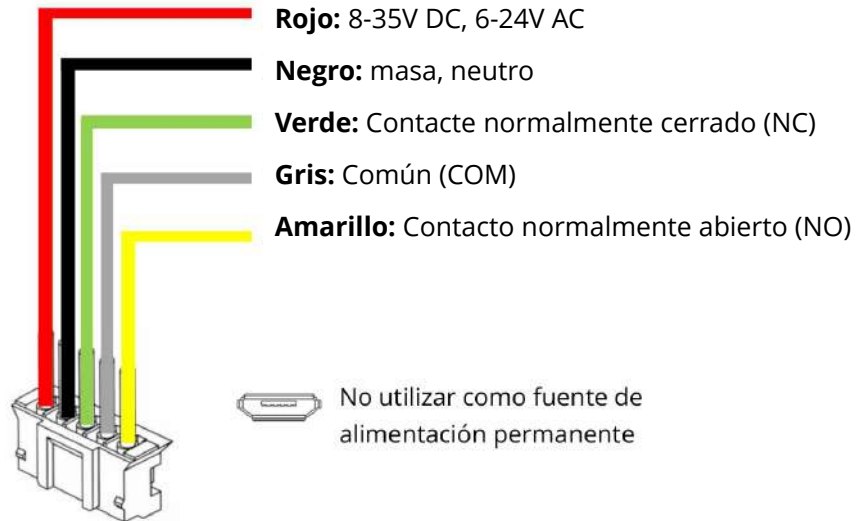 Rojo: 8-35V DC, 6-24V AC
Negro: masa, neutro
Verde: Contacte normalmente cerrado (NC)
Gris: Común (COM)
Amarillo: Contacto normalmente abierto (NO)
No utilizar como fuente de
alimentación permanente